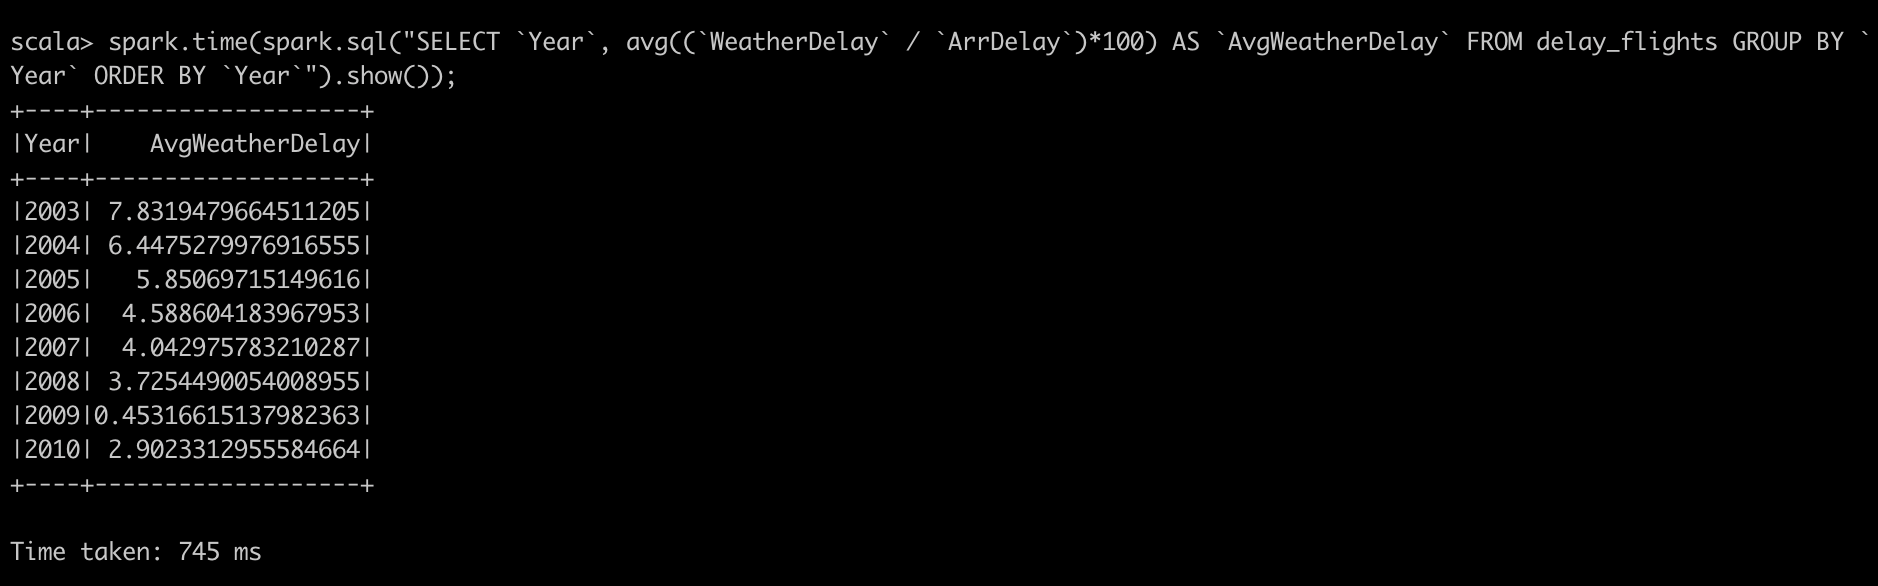 scala> spark.time(spark.sql("SELECT `Year`, avg((`WeatherDelay` / `ArrDelay`)*100) AS `AvgWeatherDelay` FROM delay_flights GROUP BY `
Year` ORDER BY `Year`").show());
+----+-------------------+
|Year|    AvgWeatherDelay|
+----+-------------------+
|2003| 7.8319479664511205|
|2004| 6.4475279976916555|
|2005|   5.85069715149616|
|2006|  4.588604183967953|
|2007|  4.042975783210287|
|2008| 3.7254490054008955|
|2009|0.45316615137982363|
|2010| 2.9023312955584664|
+----+-------------------+
Time taken: 745 ms